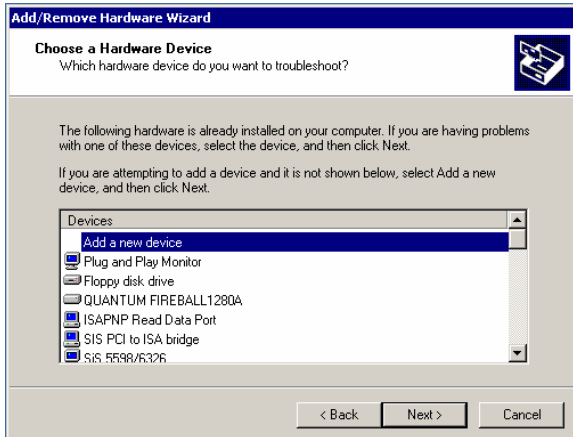 Add/Remove Hardware Wizard
Choose a Hardware Device
Which hardware device do you want to troubleshoot?
The following hardware is already installed on your computer. If you are having problems
with one of these devices, select the device, and then click Next.
If you are attempting to add a device and it is not shown below, select Add a new
device, and then click Next.
Devices
Add a new device
Plug and Play Monitor
Floppy disk drive
QUANTUM FIREBALL1280A
ISAPNP Read Data Port
SIS PCI to ISA bridge
SiS 5598/6326
< Back
Next >
Cancel